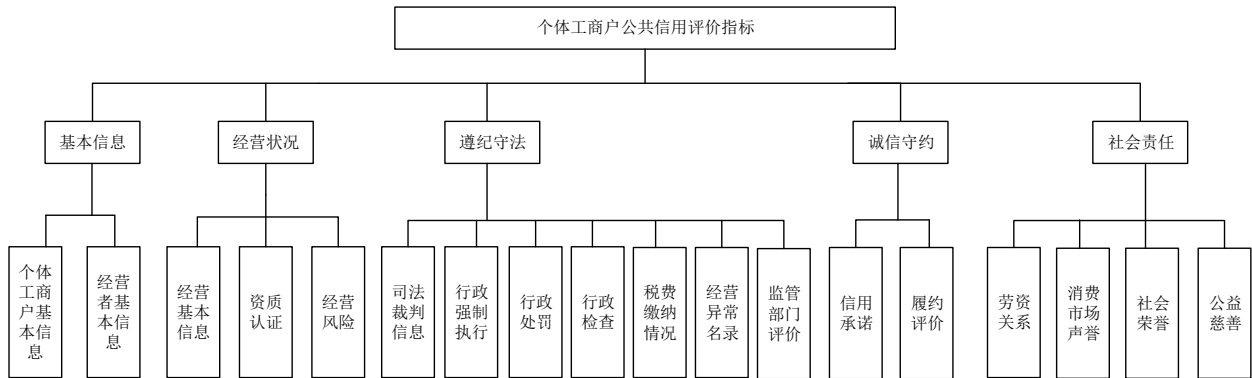 个体工商户公共信用评价指标
基本信息
经营状况
遵纪守法
诚信守约
社会责任
个体
工商
户基
本信
息
经营
者基
本信
息
经营
基本
信息
资质
认证
经营
风险
司法
裁判
信息
行政
强制
执行
行政
处罚
行政
检查
税费
缴纳
情况
经营
异常
名录
监管
部门
评价
信用
承诺
履约
评价
劳资
关系
消费
市场
声誉
社会
荣誉
公益
慈善